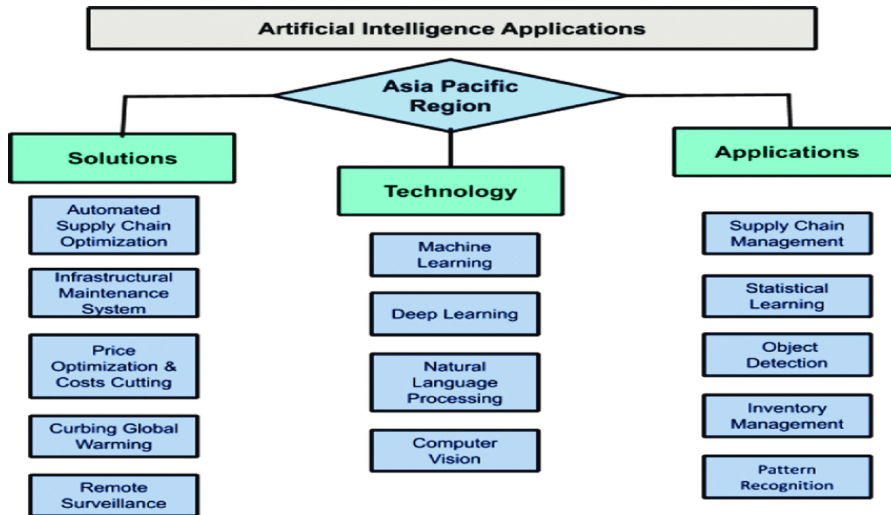 Artificial Intelligence Applications
Asia Pacific
Region
Solutions
Automated
Supply Chain
Optimization
Infrastructural
Maintenance
System
Price
Optimization &
Costs Cutting
Curbing Global
Warming
Remote
Surveillance
Technology
Machine
Learning
Deep Learning
Natural
Language
Processing
Computer
Vision
Applications
Supply Chain
Management
Statistical
Learning
Object
Detection
Inventory
Management
Pattern
Recognition